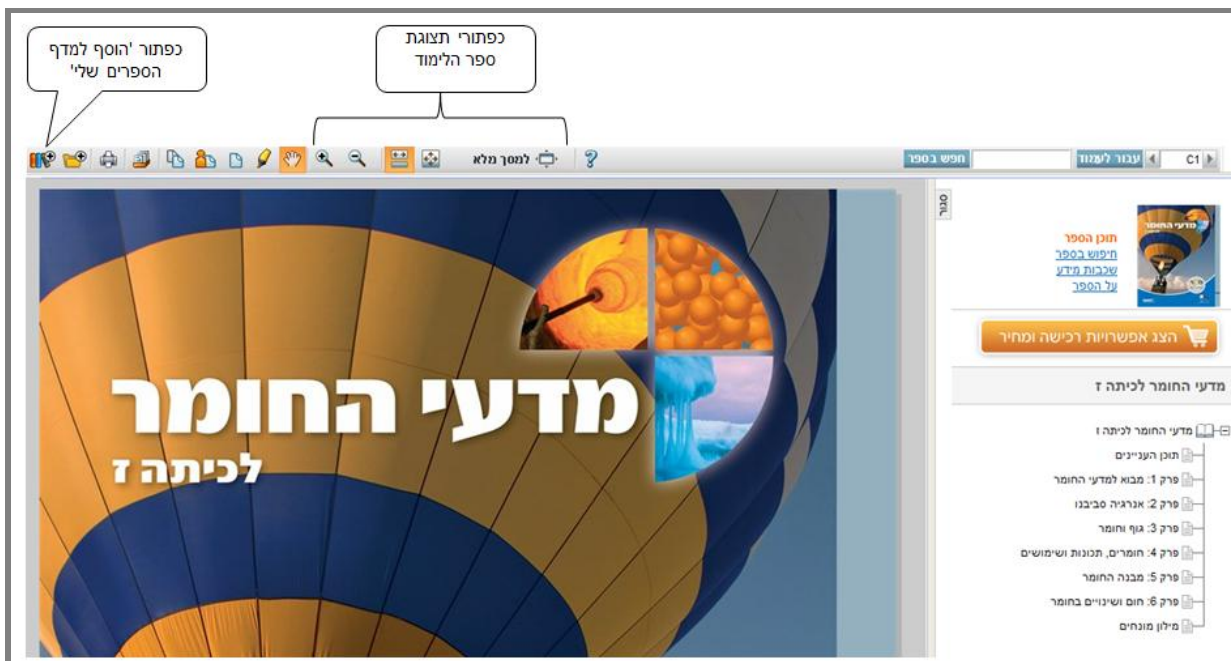 כפתור 'הוסף למדף
הספרים שלי'
כפתורי תצוגת
ספר הלימוד
למסך מלא
?
חפש בספר
עבור לעמוד
C1
סגור
מדעי החומר
תוכן הספר
חיפוש בספר
שכבות מידע
על הספר
הצג אפשרויות רכישה ומחיר
מדעי החומר לכיתה ז
מדעי החומר לכיתה ז
תוכן העניינים
פרק 1: מבוא למדעי החומר
פרק 2: אנרגיה סביבנו
פרק 3: גוף וחומר
פרק 4: חומרים, תכונות ושימושים
פרק 5: מבנה החומר
פרק 6: חום ושינויים בחומר
מילון מונחים
מדעי החומר
לכיתה ז